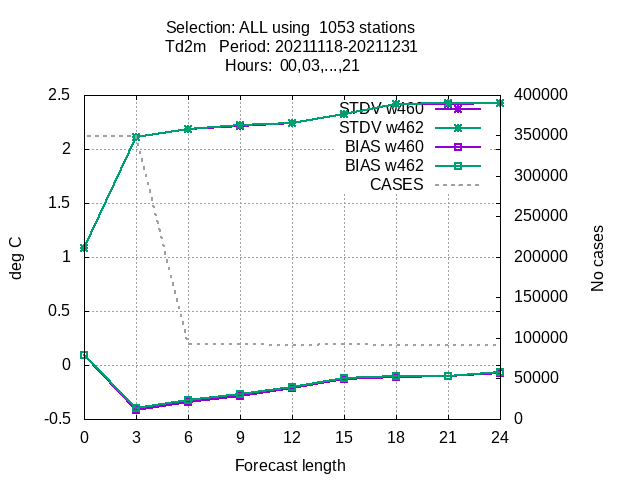 Selection: ALL using  1053 stations
Td2m   Period: 20211118-20211231
Hours:  00,03,...,21
2.5
2
1.5
1
0.5
0
-0.5
deg C
400000
350000
300000
250000
200000
150000
100000
50000
0
No cases
STDV w460
STDV w462
BIAS w460
BIAS w462
CASES
0 3 6 9 12 15 18 21 24
Forecast length